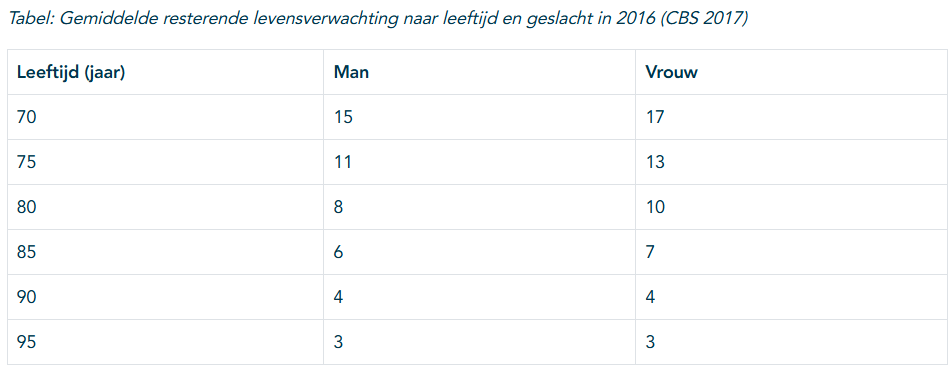 Tabel: Gemiddelde resterende levensverwachting naar leeftijd en geslacht in 2016 (CBS 2017)
Leeftijd (jaar) Man Vrouw
70 15 17
75 11 13
80 8 10
85 6 7
90 4 4
95 3 3